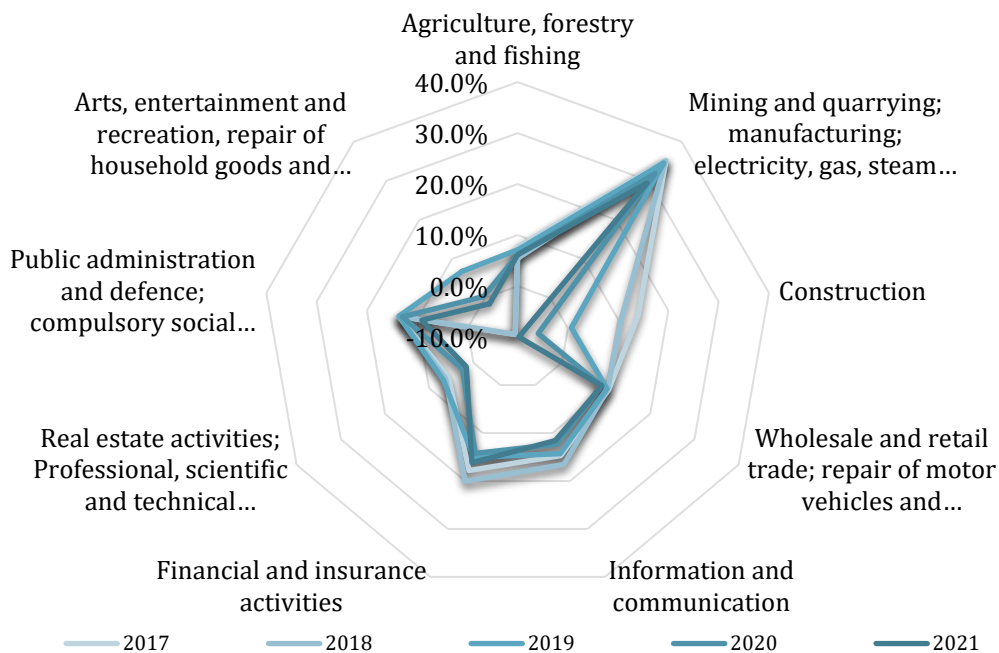 Agriculture, forestry
and fishing
40.0%
30.0%
20.0%
10.0%
0.0%
-10.0%
Mining and quarrying;
manufacturing;
electricity, gas, steam…
Construction
Wholesale and retail
trade; repair of motor
vehicles and…
Information and
communication
Financial and insurance
activities
Real estate activities;
Professional, scientific
and technical…
Public administration
and defence;
compulsory social…
Arts, entertainment and
recreation, repair of
household goods and…
2017
2018
2019
2020
2021